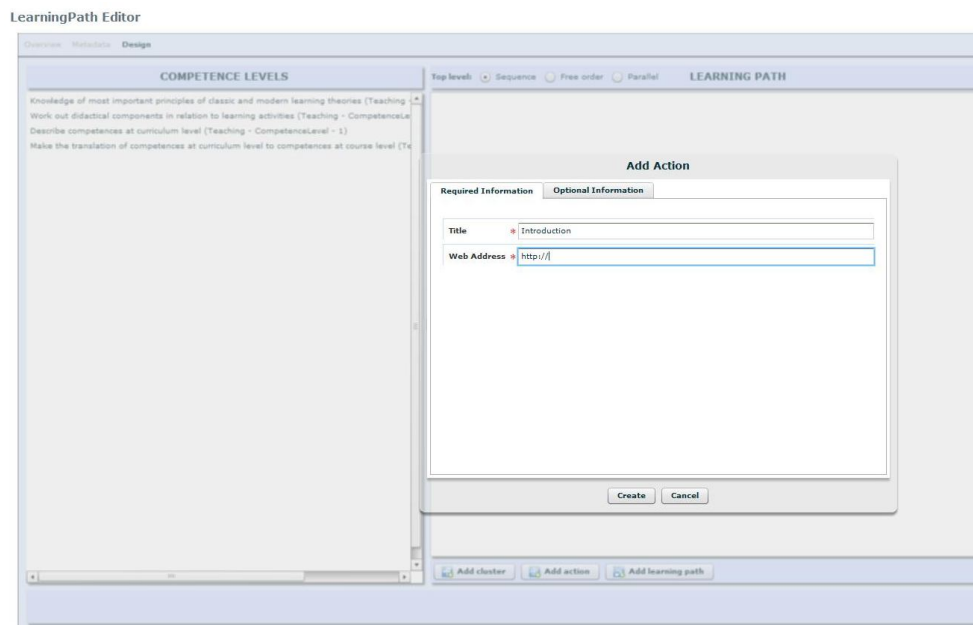 LearningPath Editor
Overview Metadata Design
COMPETENCE LEVELS
Top level: Sequence Free order Parallel LEARNING PATH
Knowledge of most important principles of classic and modern learning theories (Teaching -
Work out didactical components in relation to learning activities (Teaching - CompetenceLe
Describe competences at curriculum level (Teaching - CompetenceLevel - 1)
Make the translation of competences at curriculum level to competences at course level (Te
Add Action
Required Information Optional Information
Title * Introduction
Web Address * http://
Create Cancel
Add cluster Add action Add learning path